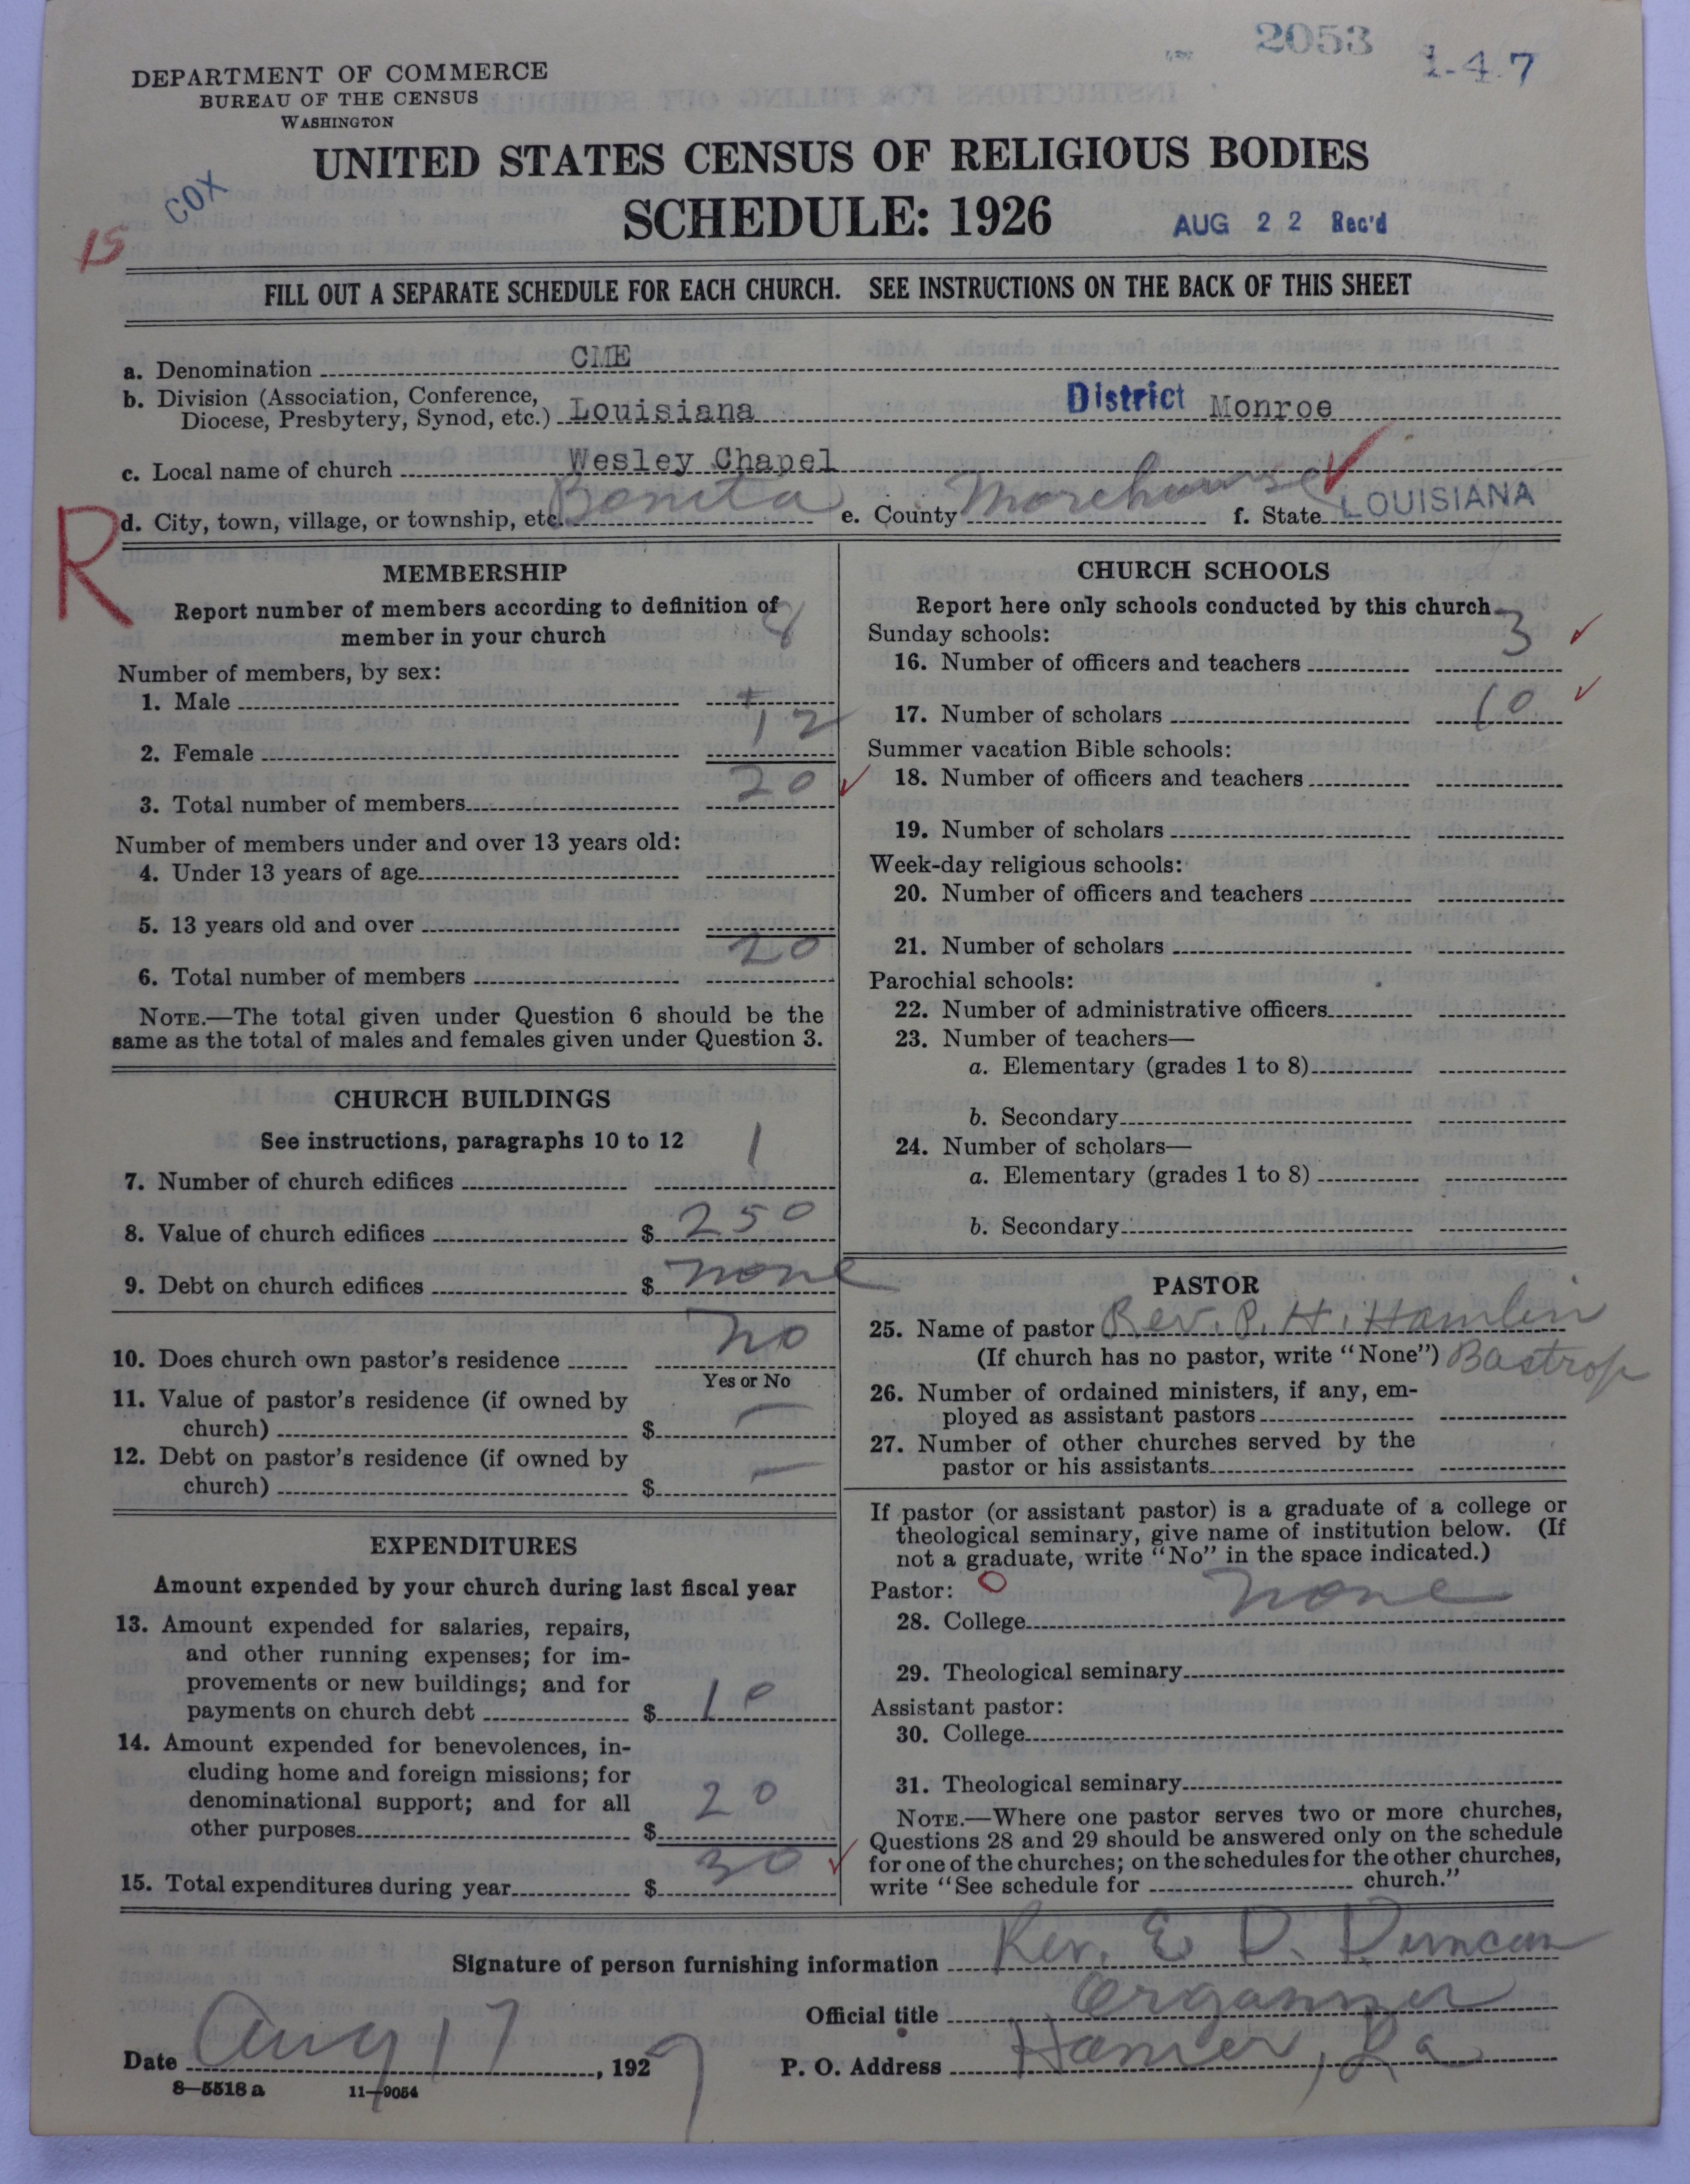 2053
1-47
DEPARTMENT OF COMMERCE
BUREAU OF THE CENSUS
WASHINGTON
UNITED STATES CENSUS OF RELIGIOUS BODIES
COX
SCHEDULE: 1926
AUG 22 Rec'd
15
FILL OUT A SEPARATE SCHEDULE FOR EACH CHURCH. SEE INSTRUCTIONS ON THE BACK OF THIS SHEET
a. Denomination CME
b. Division (Association, Conference,
Diocese, Presbytery, Synod, etc.) Louisiana District Monroe
c. Local name of church Wesley Chapel
R
d. City, town, village, or township, etc. Bonita e. County Morehouse f. State LOUISIANA
MEMBERSHIP
Report number of members according to definition of
member in your church
Number of members, by sex:
1. Male 8
2. Female 12
3. Total number of members 20
Number of members under and over 13 years old:
4. Under 13 years of age
5. 13 years old and over
6. Total number of members 20
NOTE.—The total given under Question 6 should be the
same as the total of males and females given under Question 3.
CHURCH BUILDINGS
See instructions, paragraphs 10 to 12
7. Number of church edifices 1
8. Value of church edifices $ 250
9. Debt on church edifices $ none
10. Does church own pastor's residence no
Yes or No
11. Value of pastor's residence (if owned by
church) $ —
12. Debt on pastor's residence (if owned by
church) $ —
EXPENDITURES
Amount expended by your church during last fiscal year
13. Amount expended for salaries, repairs,
and other running expenses; for im-
provements or new buildings; and for
payments on church debt $ 10
14. Amount expended for benevolences, in-
cluding home and foreign missions; for
denominational support; and for all
other purposes $ 20
15. Total expenditures during year $ 30
CHURCH SCHOOLS
Report here only schools conducted by this church
Sunday schools:
16. Number of officers and teachers 3
17. Number of scholars 10
Summer vacation Bible schools:
18. Number of officers and teachers
19. Number of scholars
Week-day religious schools:
20. Number of officers and teachers
21. Number of scholars
Parochial schools:
22. Number of administrative officers
23. Number of teachers—
a. Elementary (grades 1 to 8)
b. Secondary
24. Number of scholars—
a. Elementary (grades 1 to 8)
b. Secondary
PASTOR
25. Name of pastor Rev. P. H. Hamlin
(If church has no pastor, write "None") Bastrop
26. Number of ordained ministers, if any, em-
ployed as assistant pastors
27. Number of other churches served by the
pastor or his assistants
If pastor (or assistant pastor) is a graduate of a college or
theological seminary, give name of institution below. (If
not a graduate, write "No" in the space indicated.)
Pastor: 0
28. College none
29. Theological seminary
Assistant pastor:
30. College
31. Theological seminary
NOTE.—Where one pastor serves two or more churches,
Questions 28 and 29 should be answered only on the schedule
for one of the churches; on the schedules for the other churches,
write "See schedule for church."
Signature of person furnishing information Rev. E D. Duncan
Official title Organizer
Date Aug 17, 1927 P. O. Address Homer, La
8-5518 a 11-9054